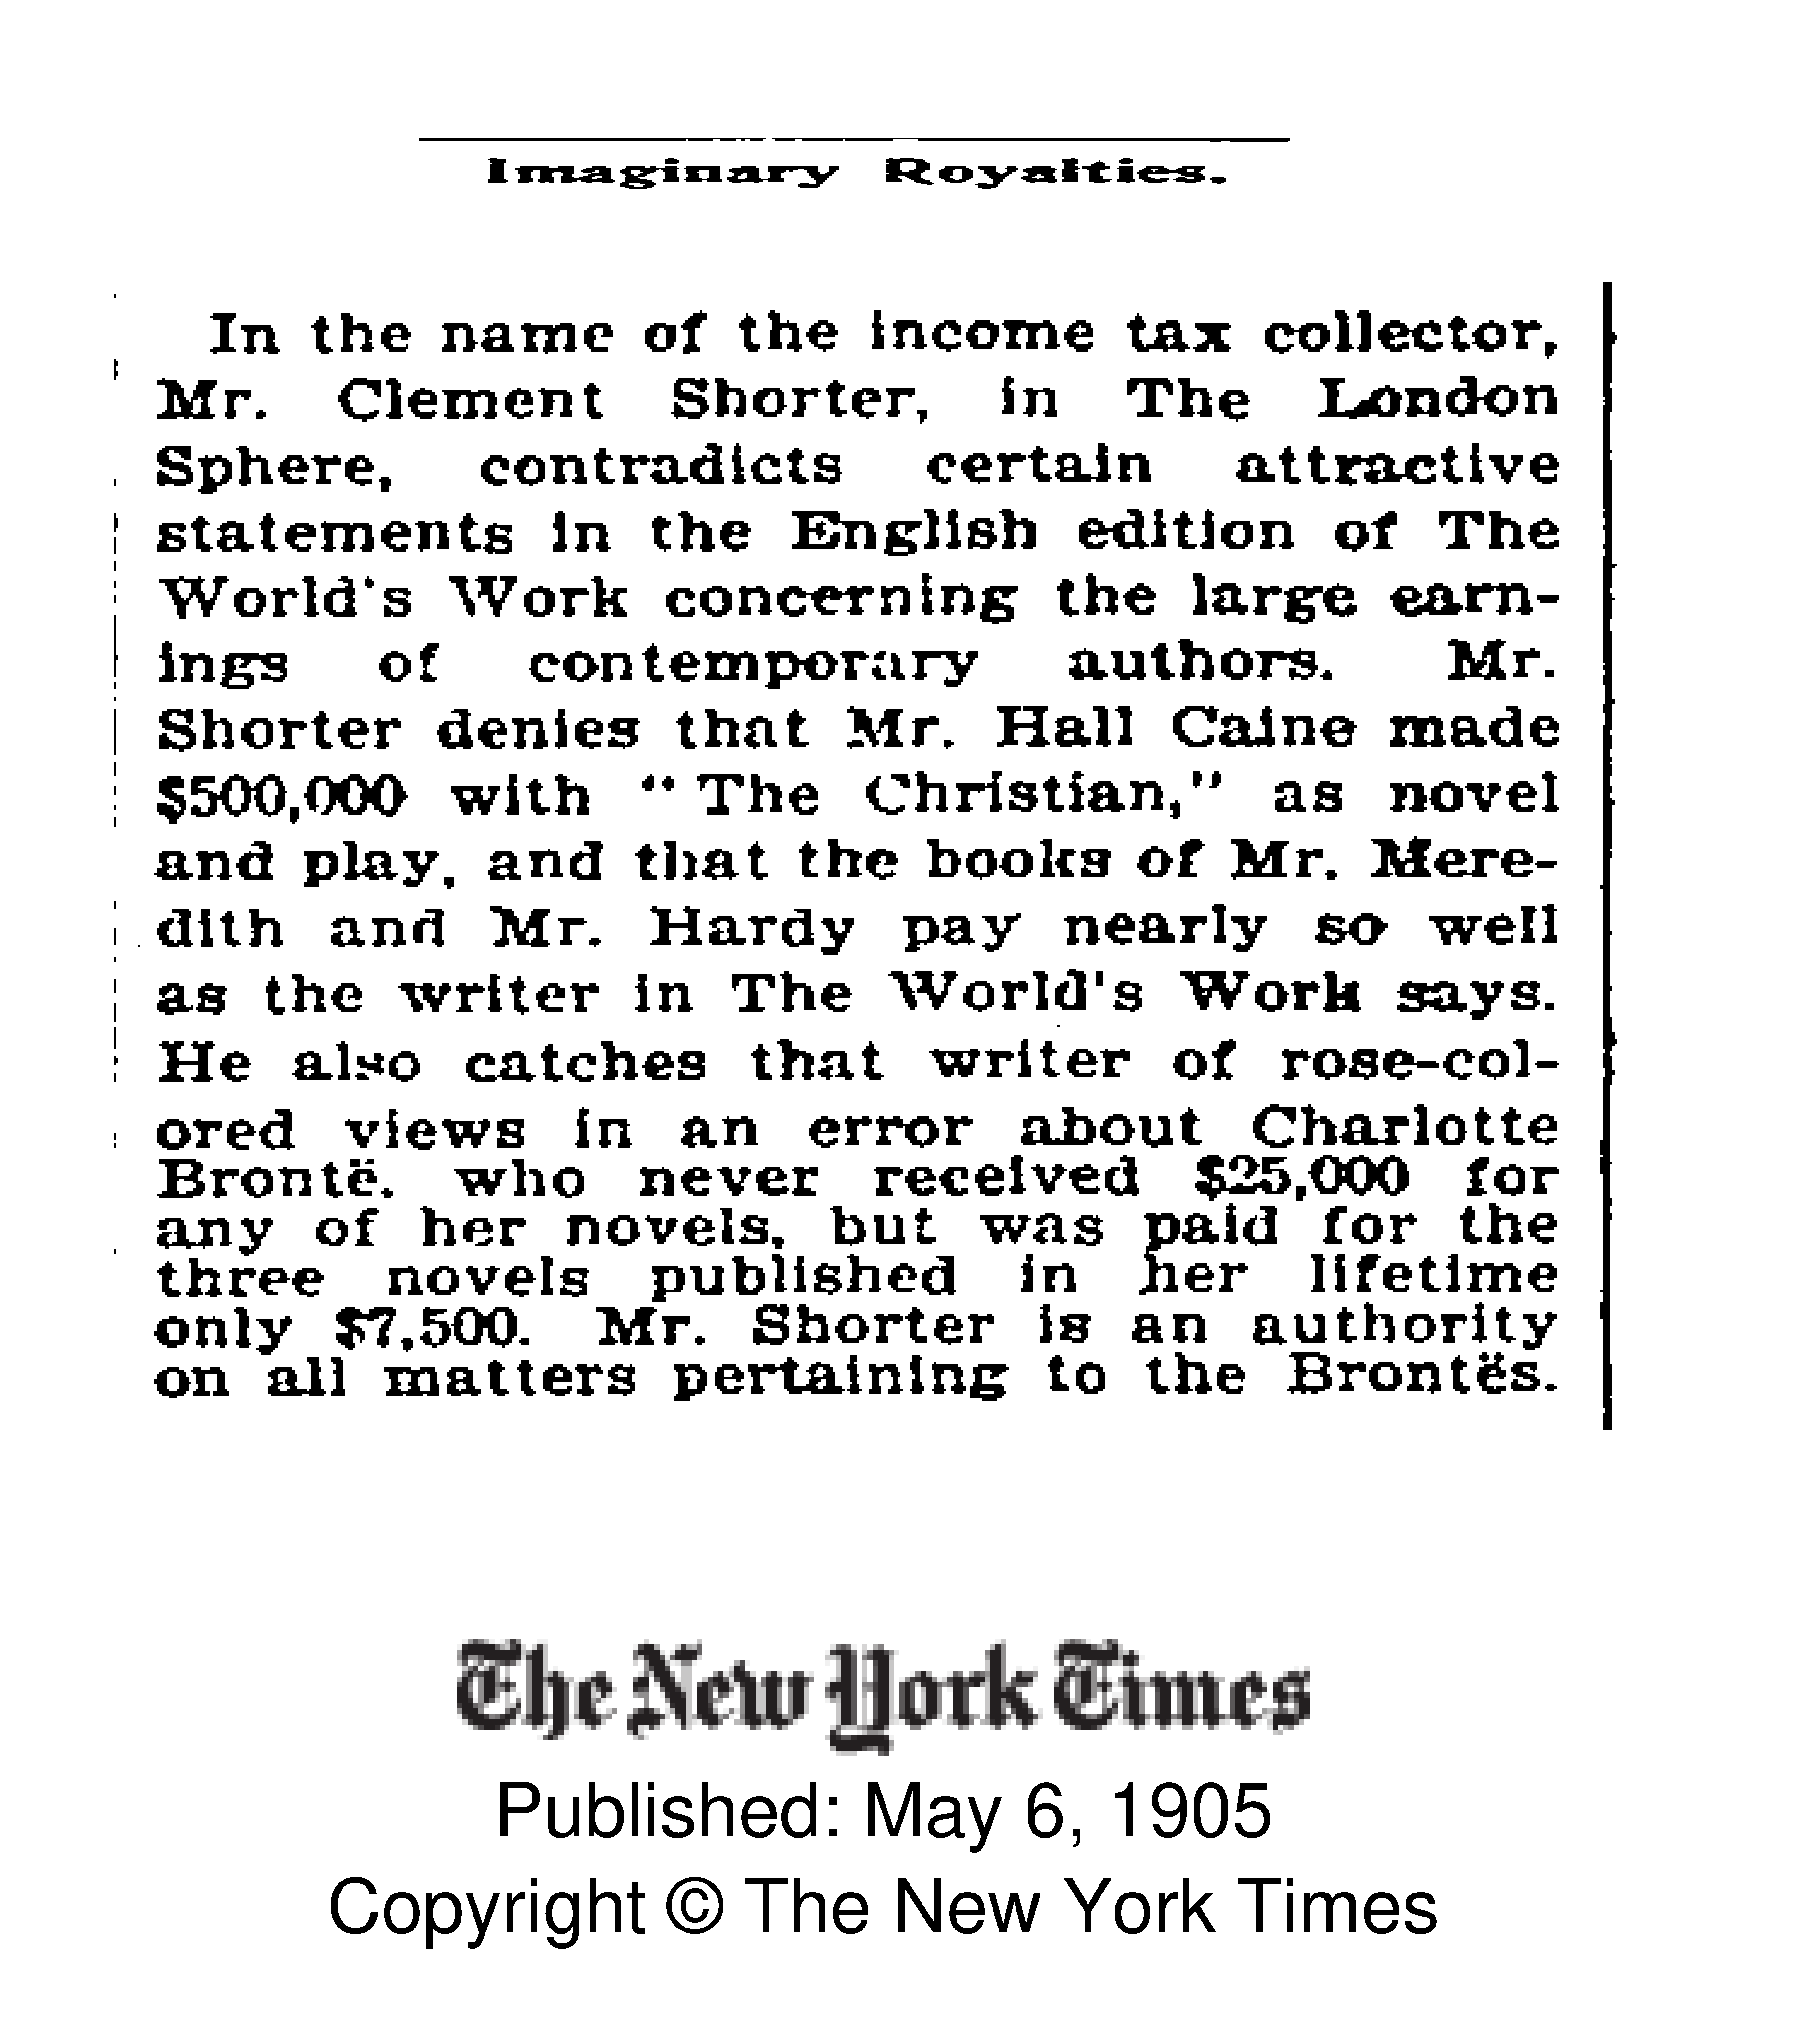 Imaginary Royalties.
In the name of the income tax collector,
Mr. Clement Shorter, in The London
Sphere, contradicts certain attractive
statements in the English edition of The
World's Work concerning the large earn-
ings of contemporary authors. Mr.
Shorter denies that Mr. Hall Caine made
$500,000 with "The Christian," as novel
and play, and that the books of Mr. Mere-
dith and Mr. Hardy pay nearly so well
as the writer in The World's Work says.
He also catches that writer of rose-col-
ored views in an error about Charlotte
Brontë, who never received $25,000 for
any of her novels, but was paid for the
three novels published in her lifetime
only $7,500. Mr. Shorter is an authority
on all matters pertaining to the Brontës.
The New York Times
Published: May 6, 1905
Copyright © The New York Times